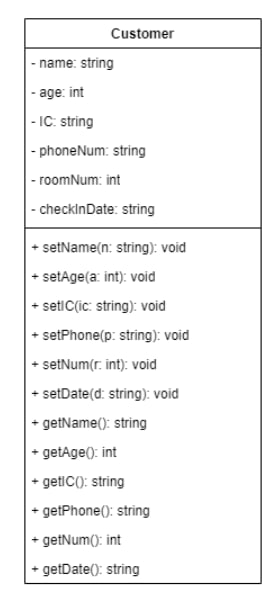 Customer
- name: string
- age: int
- IC: string
- phoneNum: string
- roomNum: int
- checkInDate: string
+ setName(n: string): void
+ setAge(a: int): void
+ setIC(ic: string): void
+ setPhone(p: string): void
+ setNum(r: int): void
+ setDate(d: string): void
+ getName(): string
+ getAge(): int
+ getIC(): string
+ getPhone(): string
+ getNum(): int
+ getDate(): string